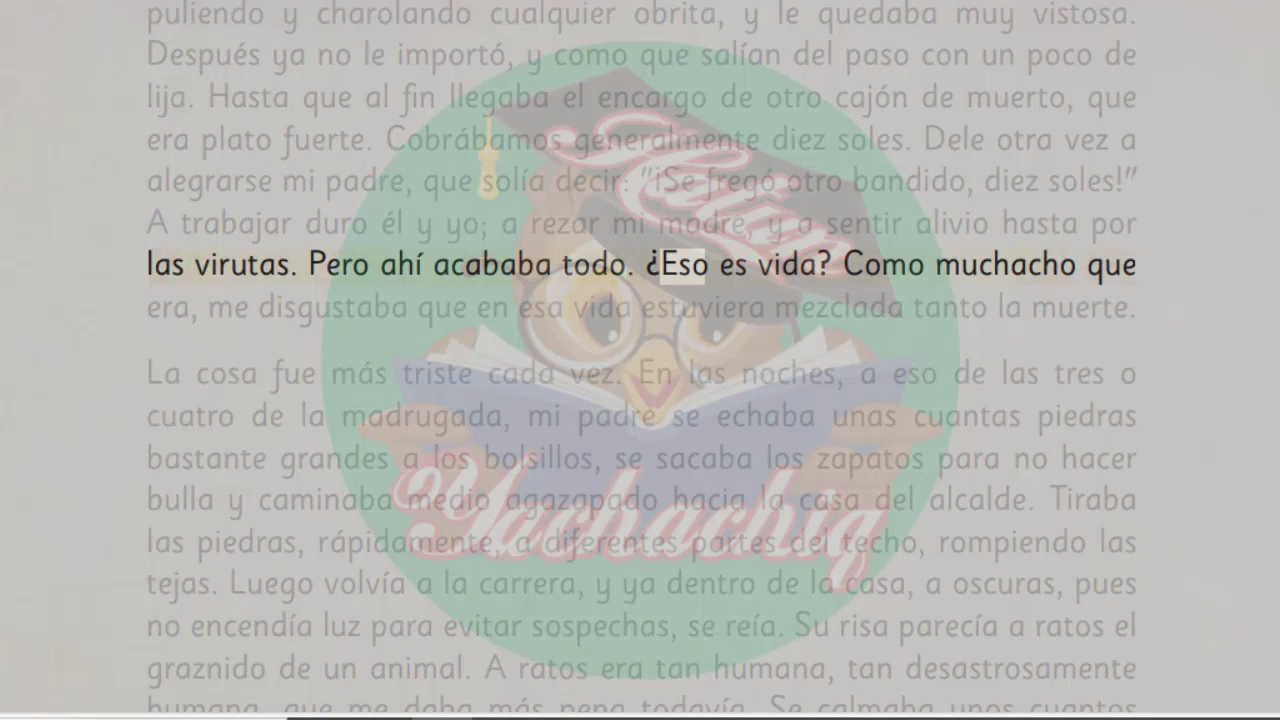 puliendo y charolando cualquier obrita, y le quedaba muy vistosa.
Después ya no le importó, y como que salían del paso con un poco de
lija. Hasta que al fin llegaba el encargo de otro cajón de muerto, que
era plato fuerte. Cobrábamos generalmente diez soles. Dele otra vez a
alegrarse mi padre, que solía decir: "¡Se fregó otro bandido, diez soles!"
A trabajar duro él y yo; a rezar mi madre, y a sentir alivio hasta por
las virutas. Pero ahí acababa todo. ¿Eso es vida? Como muchacho que
era, me disgustaba que en esa vida estuviera mezclada tanto la muerte.
La cosa fue más triste cada vez. En las noches, a eso de las tres o
cuatro de la madrugada, mi padre se echaba unas cuantas piedras
bastante grandes a los bolsillos, se sacaba los zapatos para no hacer
bulla y caminaba medio agazapado hacia la casa del alcalde. Tiraba
las piedras, rápidamente, a diferentes partes del techo, rompiendo las
tejas. Luego volvía a la carrera, y ya dentro de la casa, a oscuras, pues
no encendía luz para evitar sospechas, se reía. Su risa parecía a ratos el
graznido de un animal. A ratos era tan humana, tan desastrosamente
humana, que me daba más pena todavía. Se calmaba unos cuantos
Yachachiq